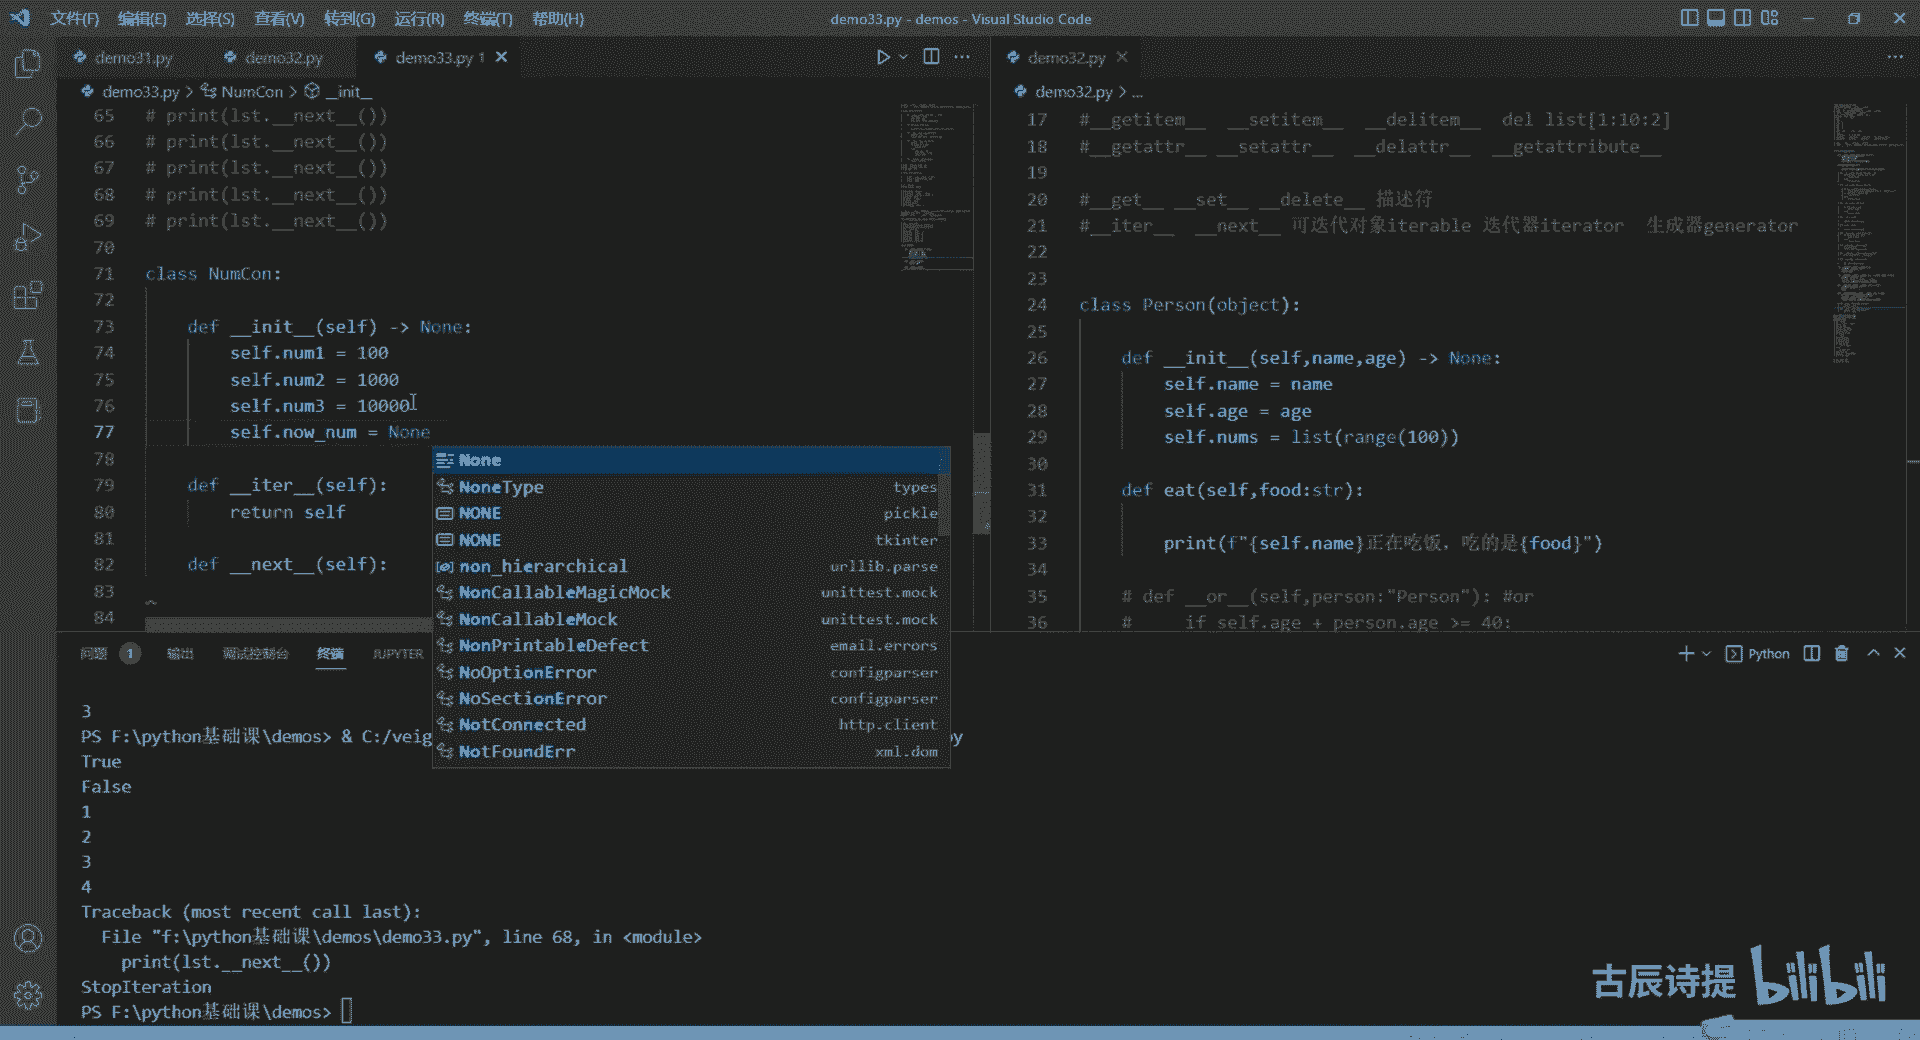 文件(F) 编辑(E) 选择(S) 查看(V) 转到(G) 运行(R) 终端(T) 帮助(H)
demo33.py - demos - Visual Studio Code
demo31.py demo32.py demo33.py 1
demo33.py > NumCon > __init__
65 # print(lst.__next__())
66 # print(lst.__next__())
67 # print(lst.__next__())
68 # print(lst.__next__())
69 # print(lst.__next__())
70
71 class NumCon:
72
73 def __init__(self) -> None:
74 self.num1 = 100
75 self.num2 = 1000
76 self.num3 = 10000
77 self.now_num = None
78
79 def __iter__(self):
80 return self
81
82 def __next__(self):
83
84
None
NoneType types
NONE pickle
NONE tkinter
non_hierarchical urllib.parse
NonCallableMagicMock unittest.mock
NonCallableMock unittest.mock
NonPrintableDefect email.errors
NoOptionError configparser
NoSectionError configparser
NotConnected http.client
NotFoundErr xml.dom
demo32.py
demo32.py > ...
17 #__getitem__ __setitem__ __delitem__ del list[1:10:2]
18 #__getattr__ __setattr__ __delattr__ __getattribute__
19
20 #__get__ __set__ __delete__ 描述符
21 #__iter__ __next__ 可迭代对象iterable 迭代器iterator 生成器generator
22
23
24 class Person(object):
25
26 def __init__(self,name,age) -> None:
27 self.name = name
28 self.age = age
29 self.nums = list(range(100))
30
31 def eat(self,food:str):
32
33 print(f"{self.name}正在吃饭，吃的是{food}")
34
35 # def __or__(self,person:"Person"): #or
36 # if self.age + person.age >= 40:
问题 1 输出 调试控制台 终端 JUPYTER
Python
3
PS F:\python基础课\demos> & C:/veig
y
True
False
1
2
3
4
Traceback (most recent call last):
File "f:\python基础课\demos\demo33.py", line 68, in <module>
print(lst.__next__())
StopIteration
PS F:\python基础课\demos>
古辰诗提 bilibili